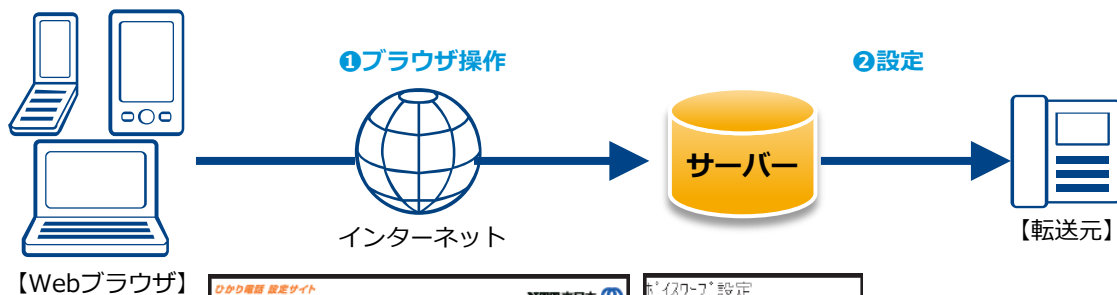 ❶ブラウザ操作
❷設定
サーバー
インターネット
【転送元】
【Webブラウザ】
ひかり電話 設定サイト
ﾎﾞｲｽﾜｰﾌﾟ設定